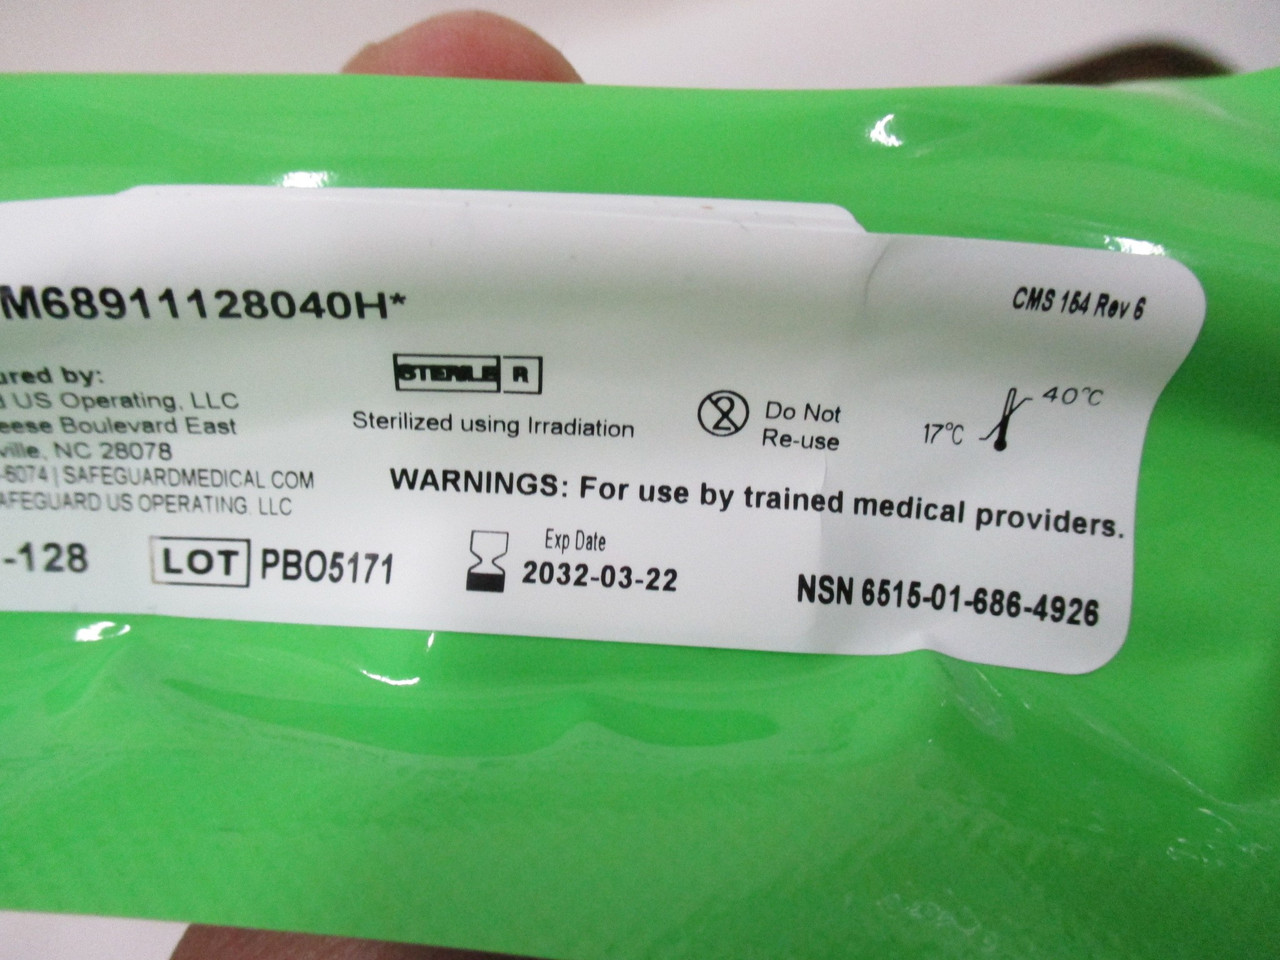 M68911128040H*
CMS 154 Rev 6
ured by:
US Operating, LLC
eese Boulevard East
ville, NC 28078
-6074 | SAFEGUARDMEDICAL.COM
AFEGUARD US OPERATING, LLC
STERILE R
Sterilized using Irradiation
2
Do Not
Re-use
17°C
40°C
WARNINGS: For use by trained medical providers.
-128
LOT PBO5171
Exp Date
2032-03-22
NSN 6515-01-686-4926